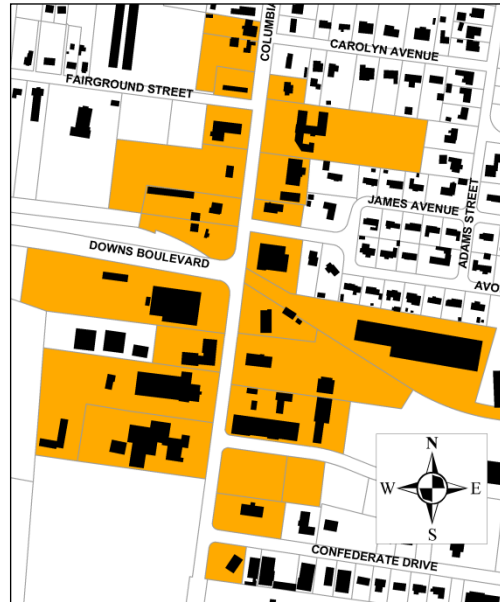 COLUMBIA
CAROLYN AVENUE
FAIRGROUND STREET
JAMES AVENUE
ADAMS STREET
DOWNS BOULEVARD
AVO
N
W
E
S
CONFEDERATE DRIVE